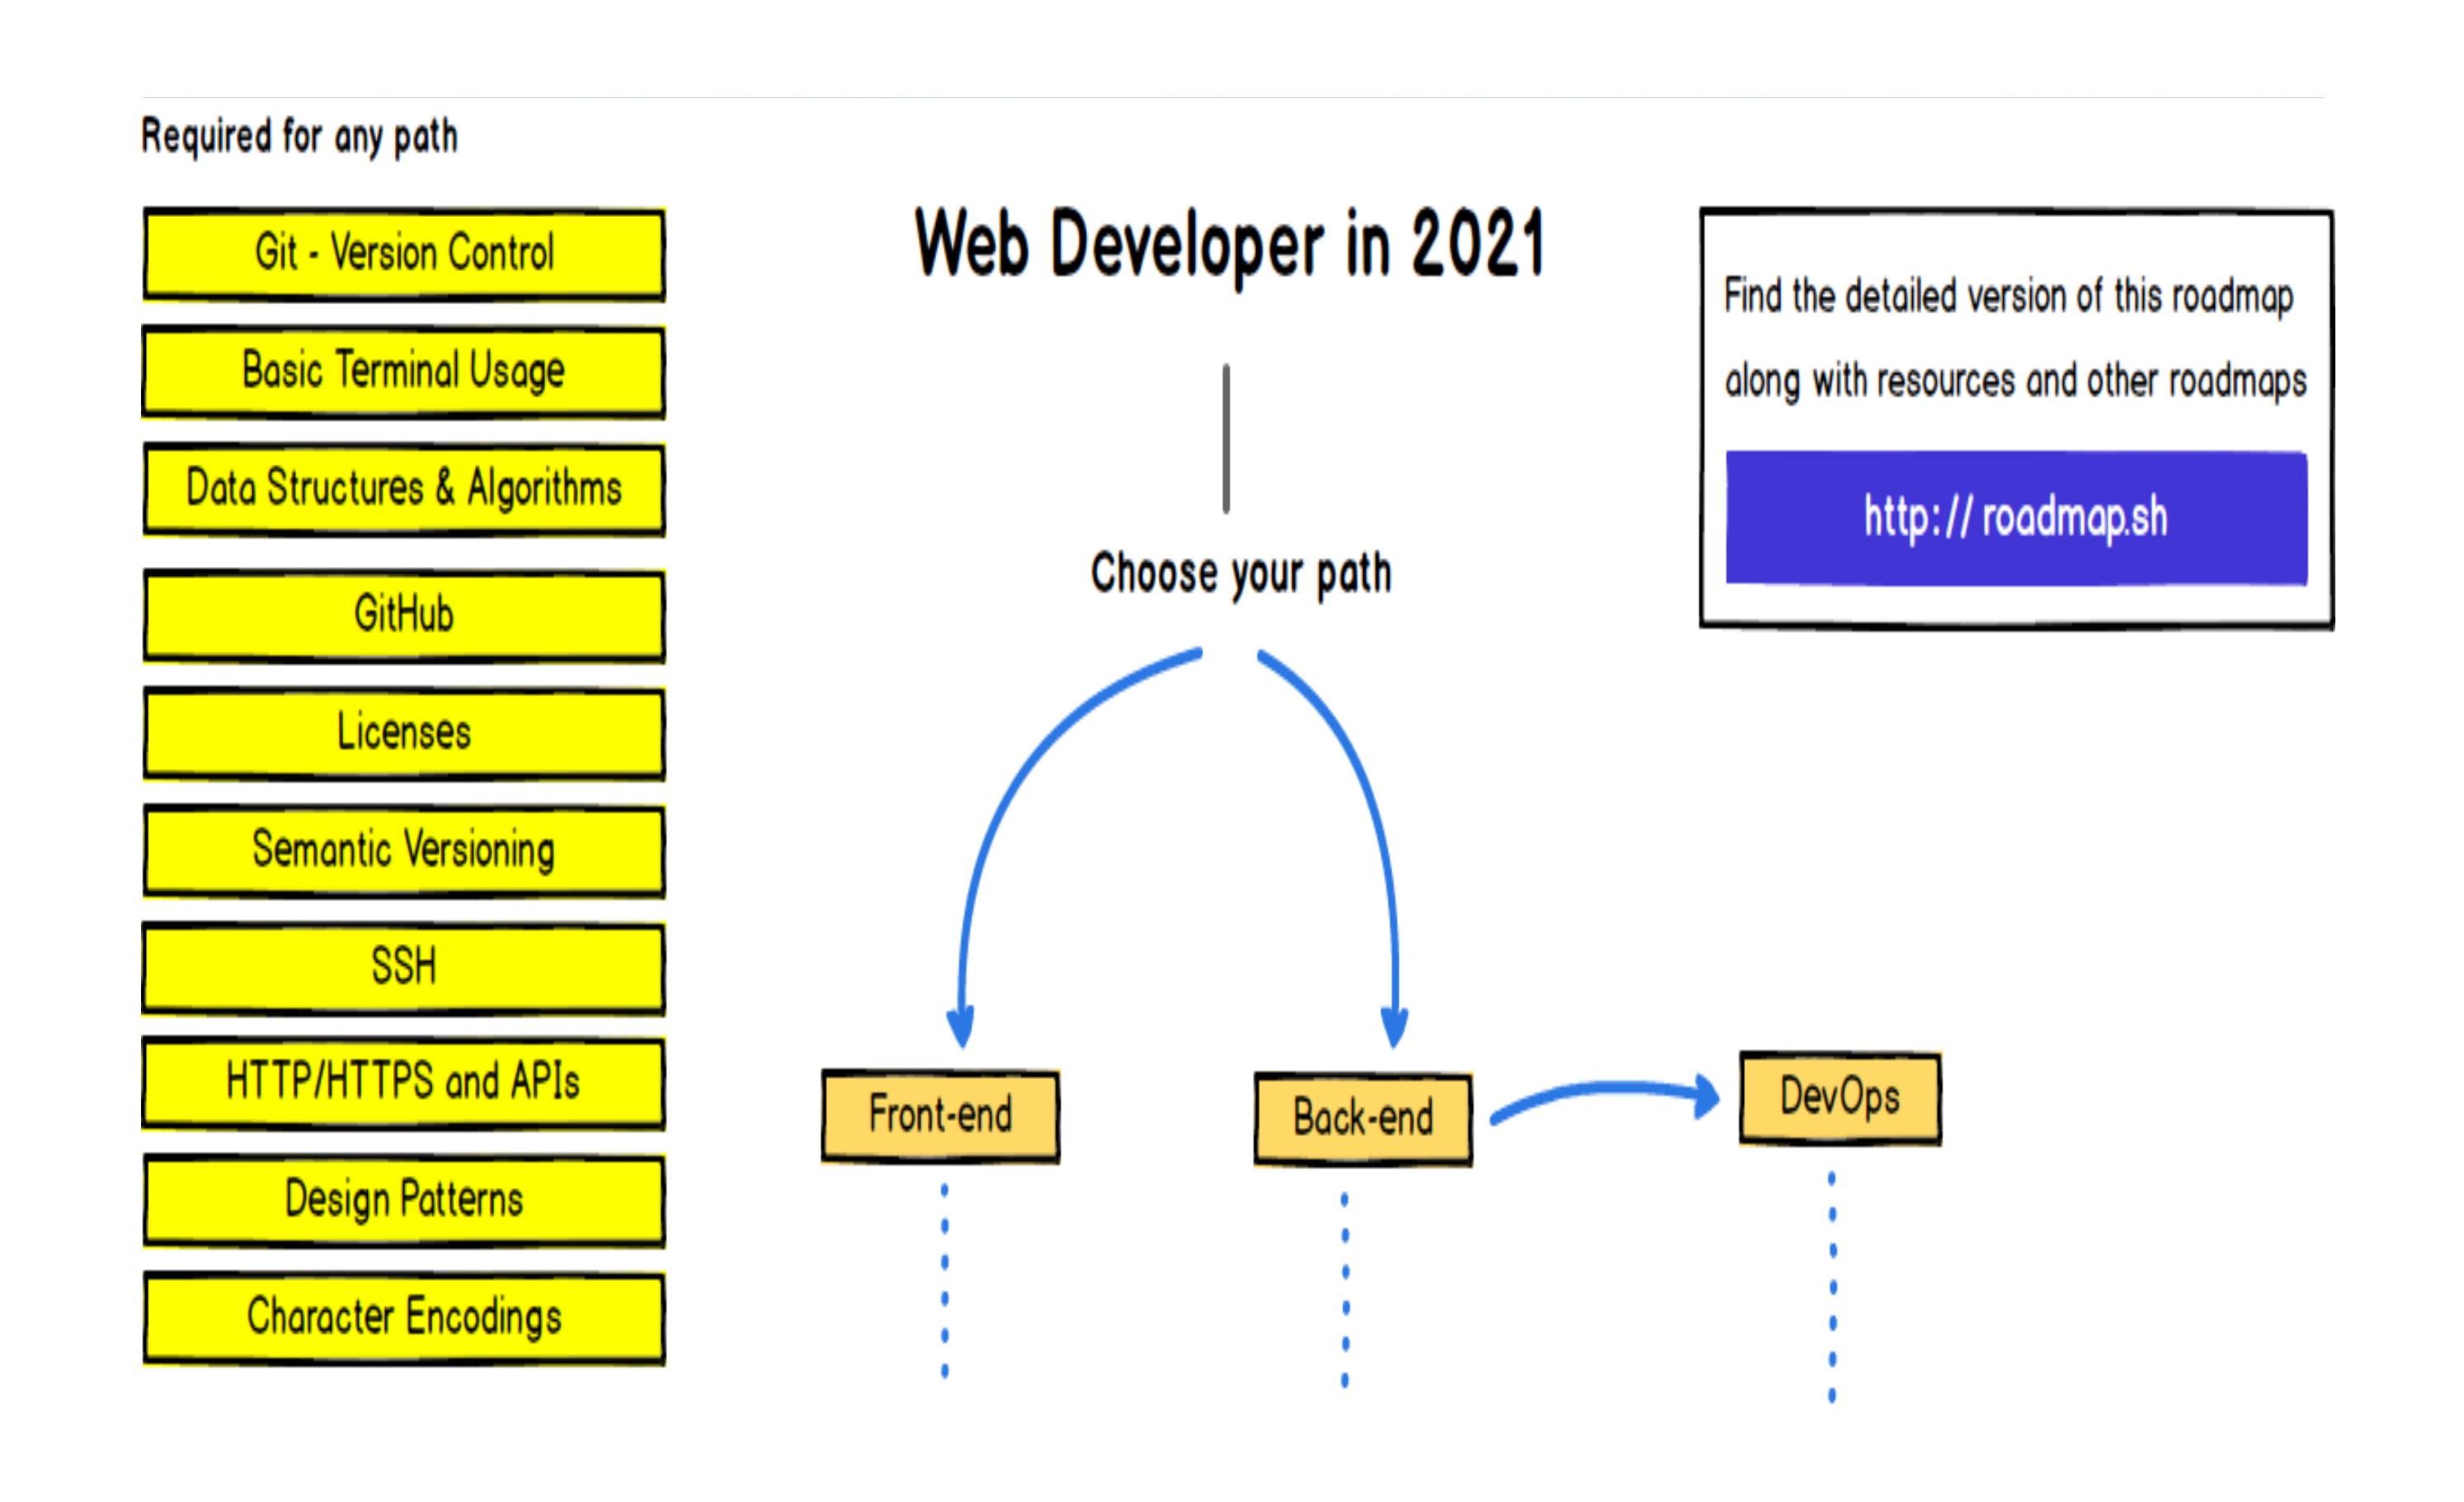 Required for any path
Git - Version Control
Basic Terminal Usage
Data Structures & Algorithms
GitHub
Licenses
Semantic Versioning
SSH
HTTP/HTTPS and APIs
Design Patterns
Character Encodings
Web Developer in 2021
Choose your path
Front-end
Back-end
DevOps
Find the detailed version of this roadmap
along with resources and other roadmaps
http:// roadmap.sh